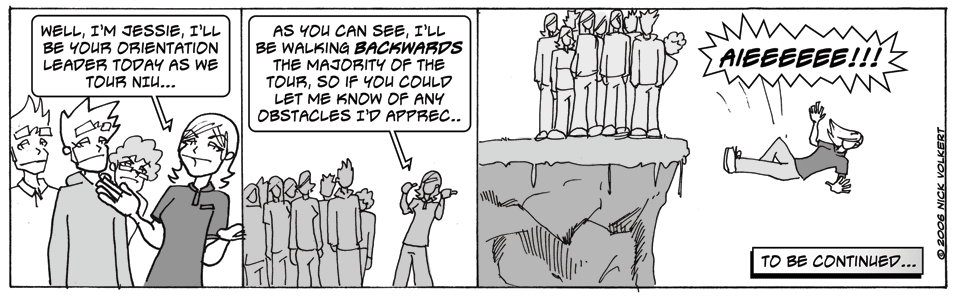 WELL, I'M JESSIE, I'LL
BE YOUR ORIENTATION
LEADER TODAY AS WE
TOUR NIU...
AS YOU CAN SEE, I'LL
BE WALKING BACKWARDS
THE MAJORITY OF THE
TOUR, SO IF YOU COULD
LET ME KNOW OF ANY
OBSTACLES I'D APPREC..
AIEEEEEEE!!!
TO BE CONTINUED...
© 2006 NICK VOLKERT